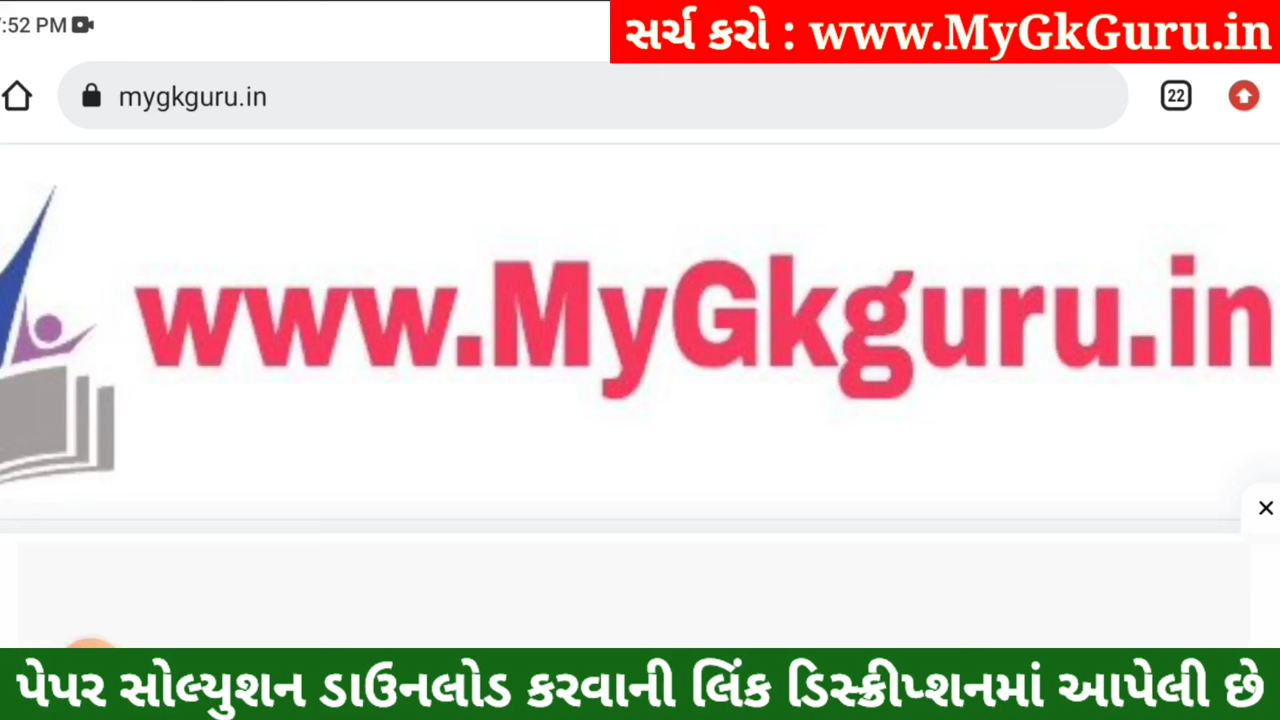 :52 PM
સર્ચ કરો : www.MyGkGuru.in
mygkguru.in
22
www.MyGkguru.in
પેપર સોલ્યુશન ડાઉનલોડ કરવાની લિંક ડિસ્ક્રીપ્શનમાં આપેલી છે